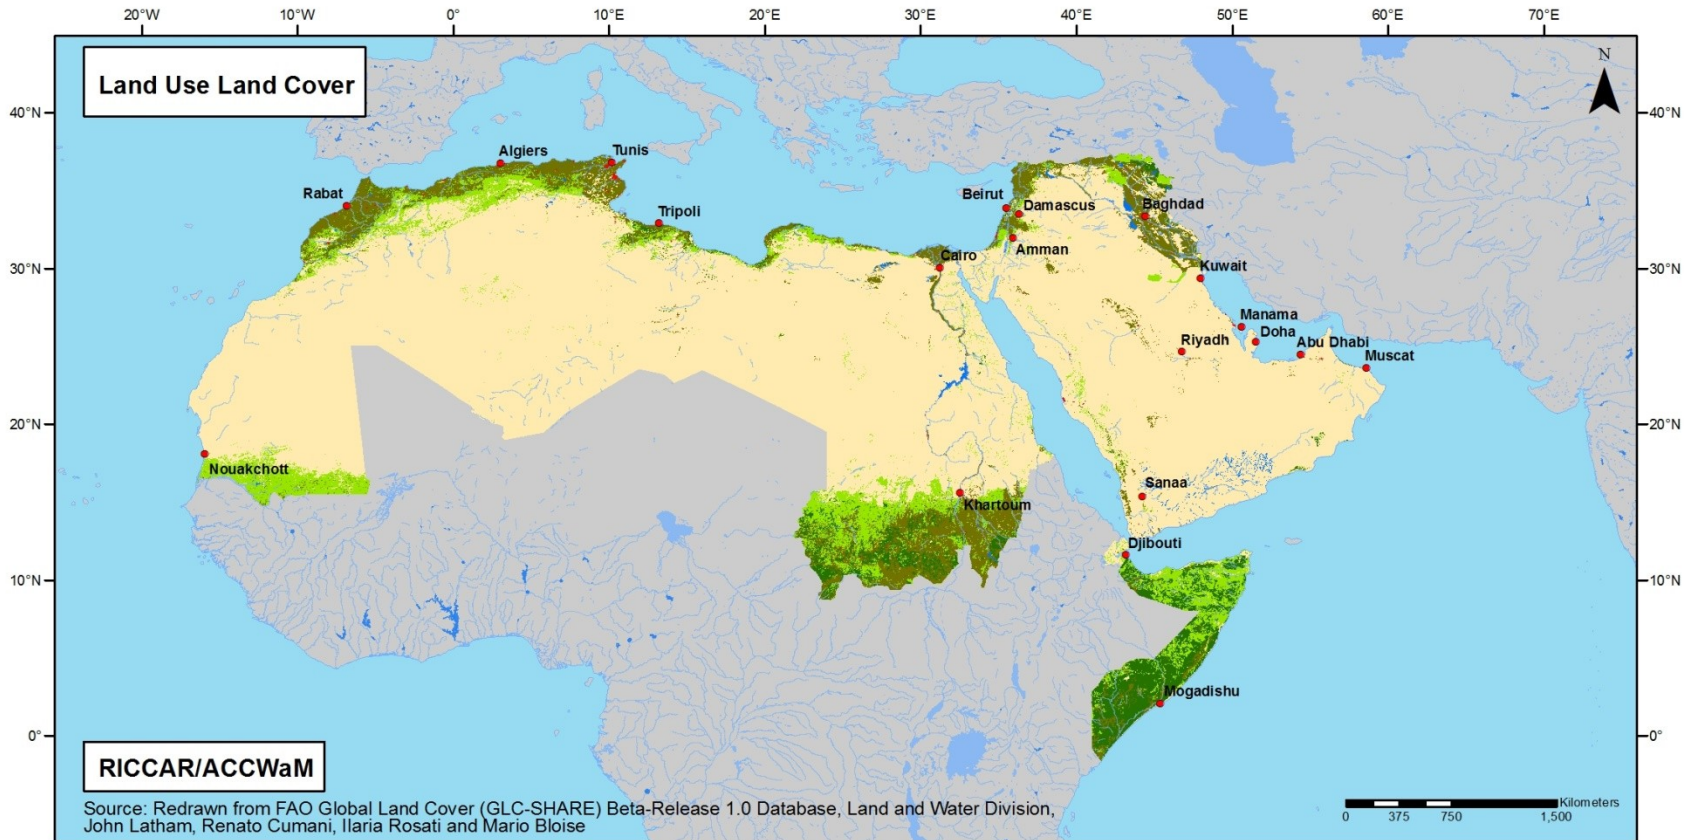 20°W 10°W 0° 10°E 20°E 30°E 40°E 50°E 60°E 70°E
Land Use Land Cover
N
40°N 40°N
Algiers Tunis
Rabat
Beirut
Damascus
Baghdad
Tripoli
Amman
Cairo
30°N 30°N
Kuwait
Manama
Doha
Riyadh
Abu Dhabi
Muscat
20°N 20°N
Nouakchott
Sanaa
Khartoum
Djibouti
10°N 10°N
Mogadishu
0° 0°
RICCAR/ACCWaM
Source: Redrawn from FAO Global Land Cover (GLC-SHARE) Beta-Release 1.0 Database, Land and Water Division,
John Latham, Renato Cumani, Ilaria Rosati and Mario Bloise
Kilometers
0 375 750 1,500